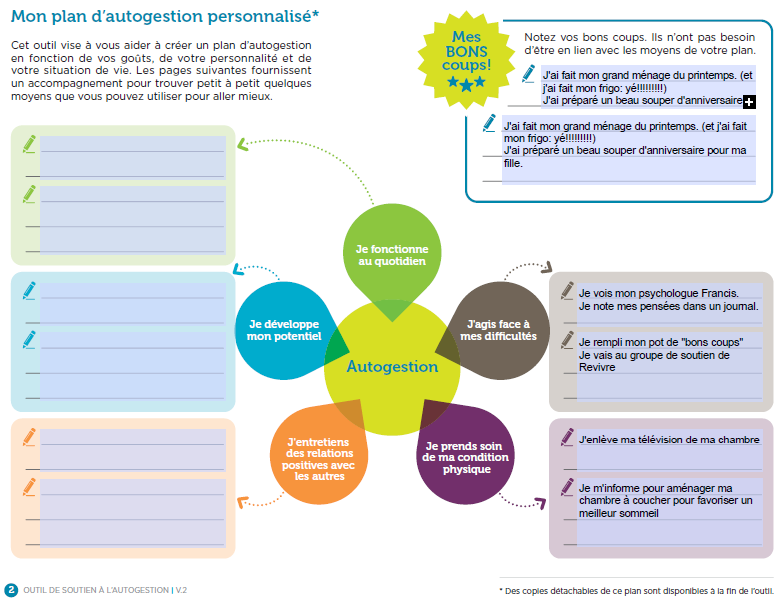 Mon plan d'autogestion personnalisé*
Cet outil vise à vous aider à créer un plan d'autogestion
en fonction de vos goûts, de votre personnalité et de
votre situation de vie. Les pages suivantes fournissent
un accompagnement pour trouver petit à petit quelques
moyens que vous pouvez utiliser pour aller mieux.
Mes
BONS
coups!
Notez vos bons coups. Ils n'ont pas besoin
d'être en lien avec les moyens de votre plan.
J'ai fait mon grand ménage du printemps. (et
j'ai fait mon frigo: yé!!!!!!!!!)
J'ai préparé un beau souper d'anniversaire
J'ai fait mon grand ménage du printemps. (et j'ai fait
mon frigo: yé!!!!!!!!!)
J'ai préparé un beau souper d'anniversaire pour ma
fille.
Je fonctionne
au quotidien
Je développe
mon potentiel
J'agis face à
mes difficultés
Autogestion
J'entretiens
des relations
positives avec
les autres
Je prends soin
de ma condition
physique
Je vois mon psychologue Francis.
Je note mes pensées dans un journal.
Je rempli mon pot de "bons coups"
Je vais au groupe de soutien de
Revivre
J'enlève ma télévision de ma chambre
Je m'informe pour aménager ma
chambre à coucher pour favoriser un
meilleur sommeil
2 OUTIL DE SOUTIEN À L'AUTOGESTION | V.2
* Des copies détachables de ce plan sont disponibles à la fin de l'outil.